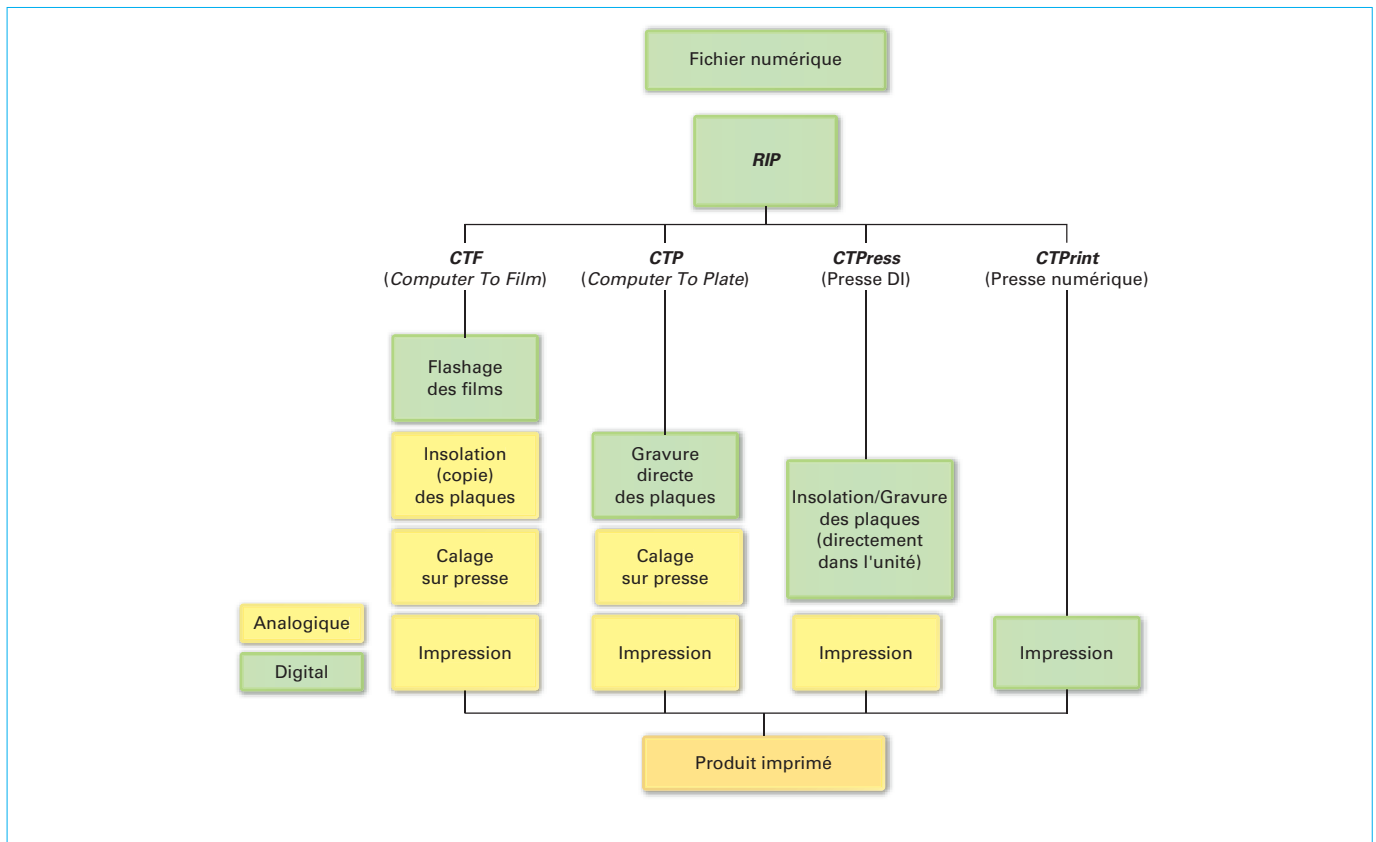 Fichier numérique
RIP
CTF
(Computer To Film)
CTP
(Computer To Plate)
CTPress
(Presse DI)
CTPrint
(Presse numérique)
Flashage
des films
Insolation
(copie)
des plaques
Calage
sur presse
Impression
Gravure
directe
des plaques
Calage
sur presse
Impression
Insolation/Gravure
des plaques
(directement
dans l'unité)
Impression
Impression
Analogique
Digital
Produit imprimé